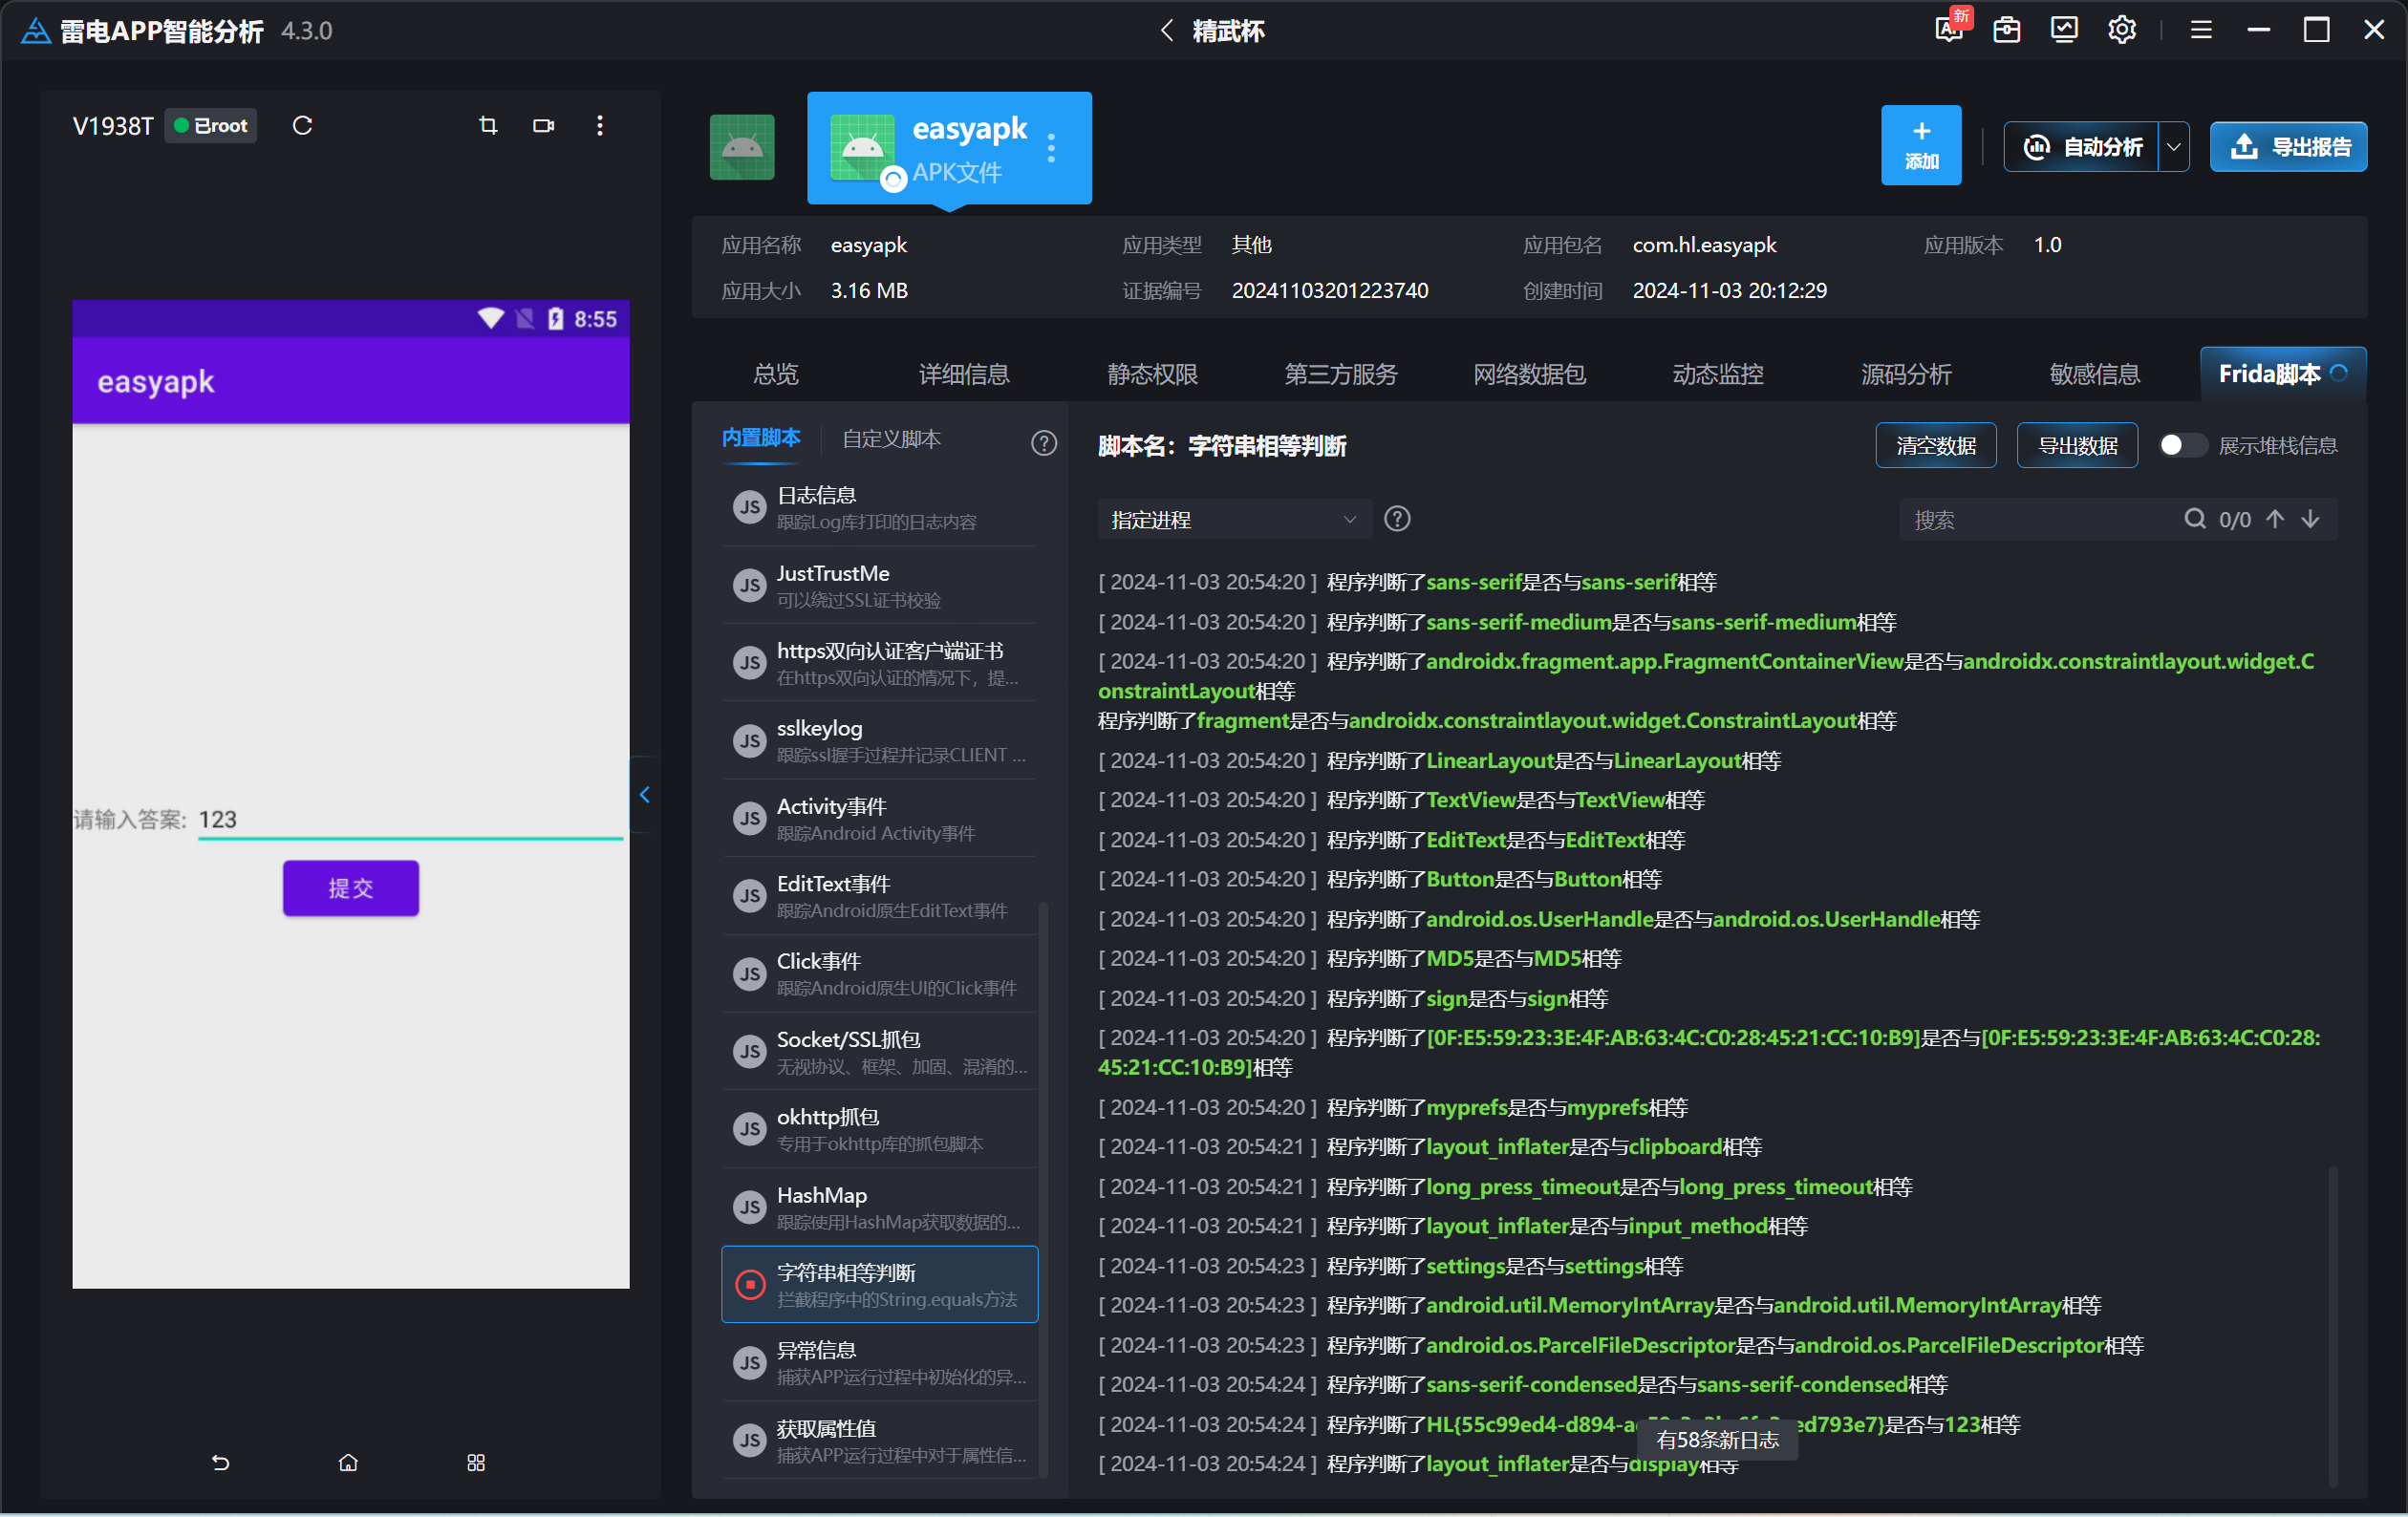 雷电APP智能分析 4.3.0
精武杯
新
V1938T 已root
8:55
easyapk
请输入答案: 123
提交
easyapk
APK文件
添加
自动分析
导出报告
应用名称 easyapk 应用类型 其他 应用包名 com.hl.easyapk 应用版本 1.0
应用大小 3.16 MB 证据编号 20241103201223740 创建时间 2024-11-03 20:12:29
总览 详细信息 静态权限 第三方服务 网络数据包 动态监控 源码分析 敏感信息 Frida脚本
内置脚本 自定义脚本
日志信息
跟踪Log库打印的日志内容
JS JustTrustMe
可以绕过SSL证书校验
JS https双向认证客户端证书
在https双向认证的情况下，提...
JS sslkeylog
跟踪ssl握手过程并记录CLIENT ...
JS Activity事件
跟踪Android Activity事件
JS EditText事件
跟踪Android原生EditText事件
JS Click事件
跟踪Android原生UI的Click事件
JS Socket/SSL抓包
无视协议、框架、加固、混淆的...
JS okhttp抓包
专用于okhttp库的抓包脚本
JS HashMap
跟踪使用HashMap获取数据的...
字符串相等判断
拦截程序中的String.equals方法
JS 异常信息
捕获APP运行过程中初始化的异...
JS 获取属性值
捕获APP运行过程中对于属性信...
脚本名：字符串相等判断
清空数据 导出数据 展示堆栈信息
指定进程
搜索 0/0
[ 2024-11-03 20:54:20 ] 程序判断了sans-serif是否与sans-serif相等
[ 2024-11-03 20:54:20 ] 程序判断了sans-serif-medium是否与sans-serif-medium相等
[ 2024-11-03 20:54:20 ] 程序判断了androidx.fragment.app.FragmentContainerView是否与androidx.constraintlayout.widget.C
onstraintLayout相等
程序判断了fragment是否与androidx.constraintlayout.widget.ConstraintLayout相等
[ 2024-11-03 20:54:20 ] 程序判断了LinearLayout是否与LinearLayout相等
[ 2024-11-03 20:54:20 ] 程序判断了TextView是否与TextView相等
[ 2024-11-03 20:54:20 ] 程序判断了EditText是否与EditText相等
[ 2024-11-03 20:54:20 ] 程序判断了Button是否与Button相等
[ 2024-11-03 20:54:20 ] 程序判断了android.os.UserHandle是否与android.os.UserHandle相等
[ 2024-11-03 20:54:20 ] 程序判断了MD5是否与MD5相等
[ 2024-11-03 20:54:20 ] 程序判断了sign是否与sign相等
[ 2024-11-03 20:54:20 ] 程序判断了[0F:E5:59:23:3E:4F:AB:63:4C:C0:28:45:21:CC:10:B9]是否与[0F:E5:59:23:3E:4F:AB:63:4C:C0:28:
45:21:CC:10:B9]相等
[ 2024-11-03 20:54:20 ] 程序判断了myprefs是否与myprefs相等
[ 2024-11-03 20:54:21 ] 程序判断了layout_inflater是否与clipboard相等
[ 2024-11-03 20:54:21 ] 程序判断了long_press_timeout是否与long_press_timeout相等
[ 2024-11-03 20:54:21 ] 程序判断了layout_inflater是否与input_method相等
[ 2024-11-03 20:54:23 ] 程序判断了settings是否与settings相等
[ 2024-11-03 20:54:23 ] 程序判断了android.util.MemoryIntArray是否与android.util.MemoryIntArray相等
[ 2024-11-03 20:54:23 ] 程序判断了android.os.ParcelFileDescriptor是否与android.os.ParcelFileDescriptor相等
[ 2024-11-03 20:54:24 ] 程序判断了sans-serif-condensed是否与sans-serif-condensed相等
[ 2024-11-03 20:54:24 ] 程序判断了HL{55c99ed4-d894- ed793e7}是否与123相等
有58条新日志
[ 2024-11-03 20:54:24 ] 程序判断了layout_inflater是否与display相等